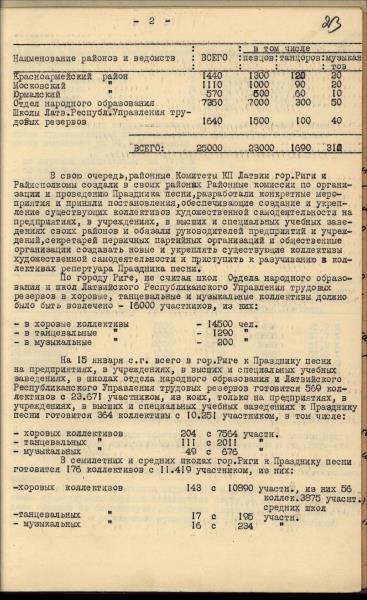 - 2 -
213
в том числе
Наименование районов и ведомств : ВСЕГО :певцов:танцоров:музыкан
тов
Красноармейский район 1440 1300 120 20
Московский " 1110 1000 90 20
Юрмалский " 570 500 60 10
Отдел народного образования 7350 7000 300 50
Школы Латв.Республ.Управления тру-
довых резервов 1640 1500 100 40
ВСЕГО: 25000 23000 1690 310
В свою очередь,районные Комитеты КП Латвии гор.Риги и
Райисполкомы создали в своих районах Районные комиссии по органи-
зации и проведению Праздника песни,разработали конкретные меро-
приятия и приняли постановления,обеспечивающие создание и укреп-
ление существующих коллективов художественной самодеятельности на
предприятиях, в учреждениях, в высших и специальных учебных заве-
дениях своих районов и обязали руководителей предприятий и учреж-
дений,секретарей первичных партийных организаций и общественные
организации создавать новые и укреплять существующие коллективы
художественной самодеятельности и приступить к разучиванию в кол-
лективах репертуара Праздника песни.
По городу Риге, не считая школ Отдела народного образо-
вания и школ Латвийского Республиканского Управления трудовых
резервов в хоровые, танцевальные и музыкальные коллективы должно
было быть вовлечено - 16000 участников, из них:
- в хоровые коллективы - 14500 чел.
- в танцевальные " - 1290 "
- в музыкальные " - 200 "
На 15 января с.г. всего в гор.Риге к Празднику песни
на предприятиях, в учреждениях, в высших и специальных учебных
заведениях, в школах отдела народного образования и Латвийского
Республиканского Управления трудовых резервов готовится 569 кол-
лективов с 23.671 участником, из коих, только на предприятиях, в
учреждениях, в высших и специальных учебных заведениях к Празднику
песни готовится 364 коллективы с 10.251 участником, в том числе:
- хоровых коллективов 204 с 7564 участн.
- танцевальных " 111 с 2011 "
- музыкальных " 49 с 676 "
В семилетних и средних школах гор.Риги к Празднику песни
готовится 176 коллективов с 11.419 участником, из них:
-хоровых коллективов 143 с 10890 участн., из них 56
коллек.3875 участн.
средних школ
-танцевальных " 17 с 195 участн.
- музыкальных " 16 с 234 "